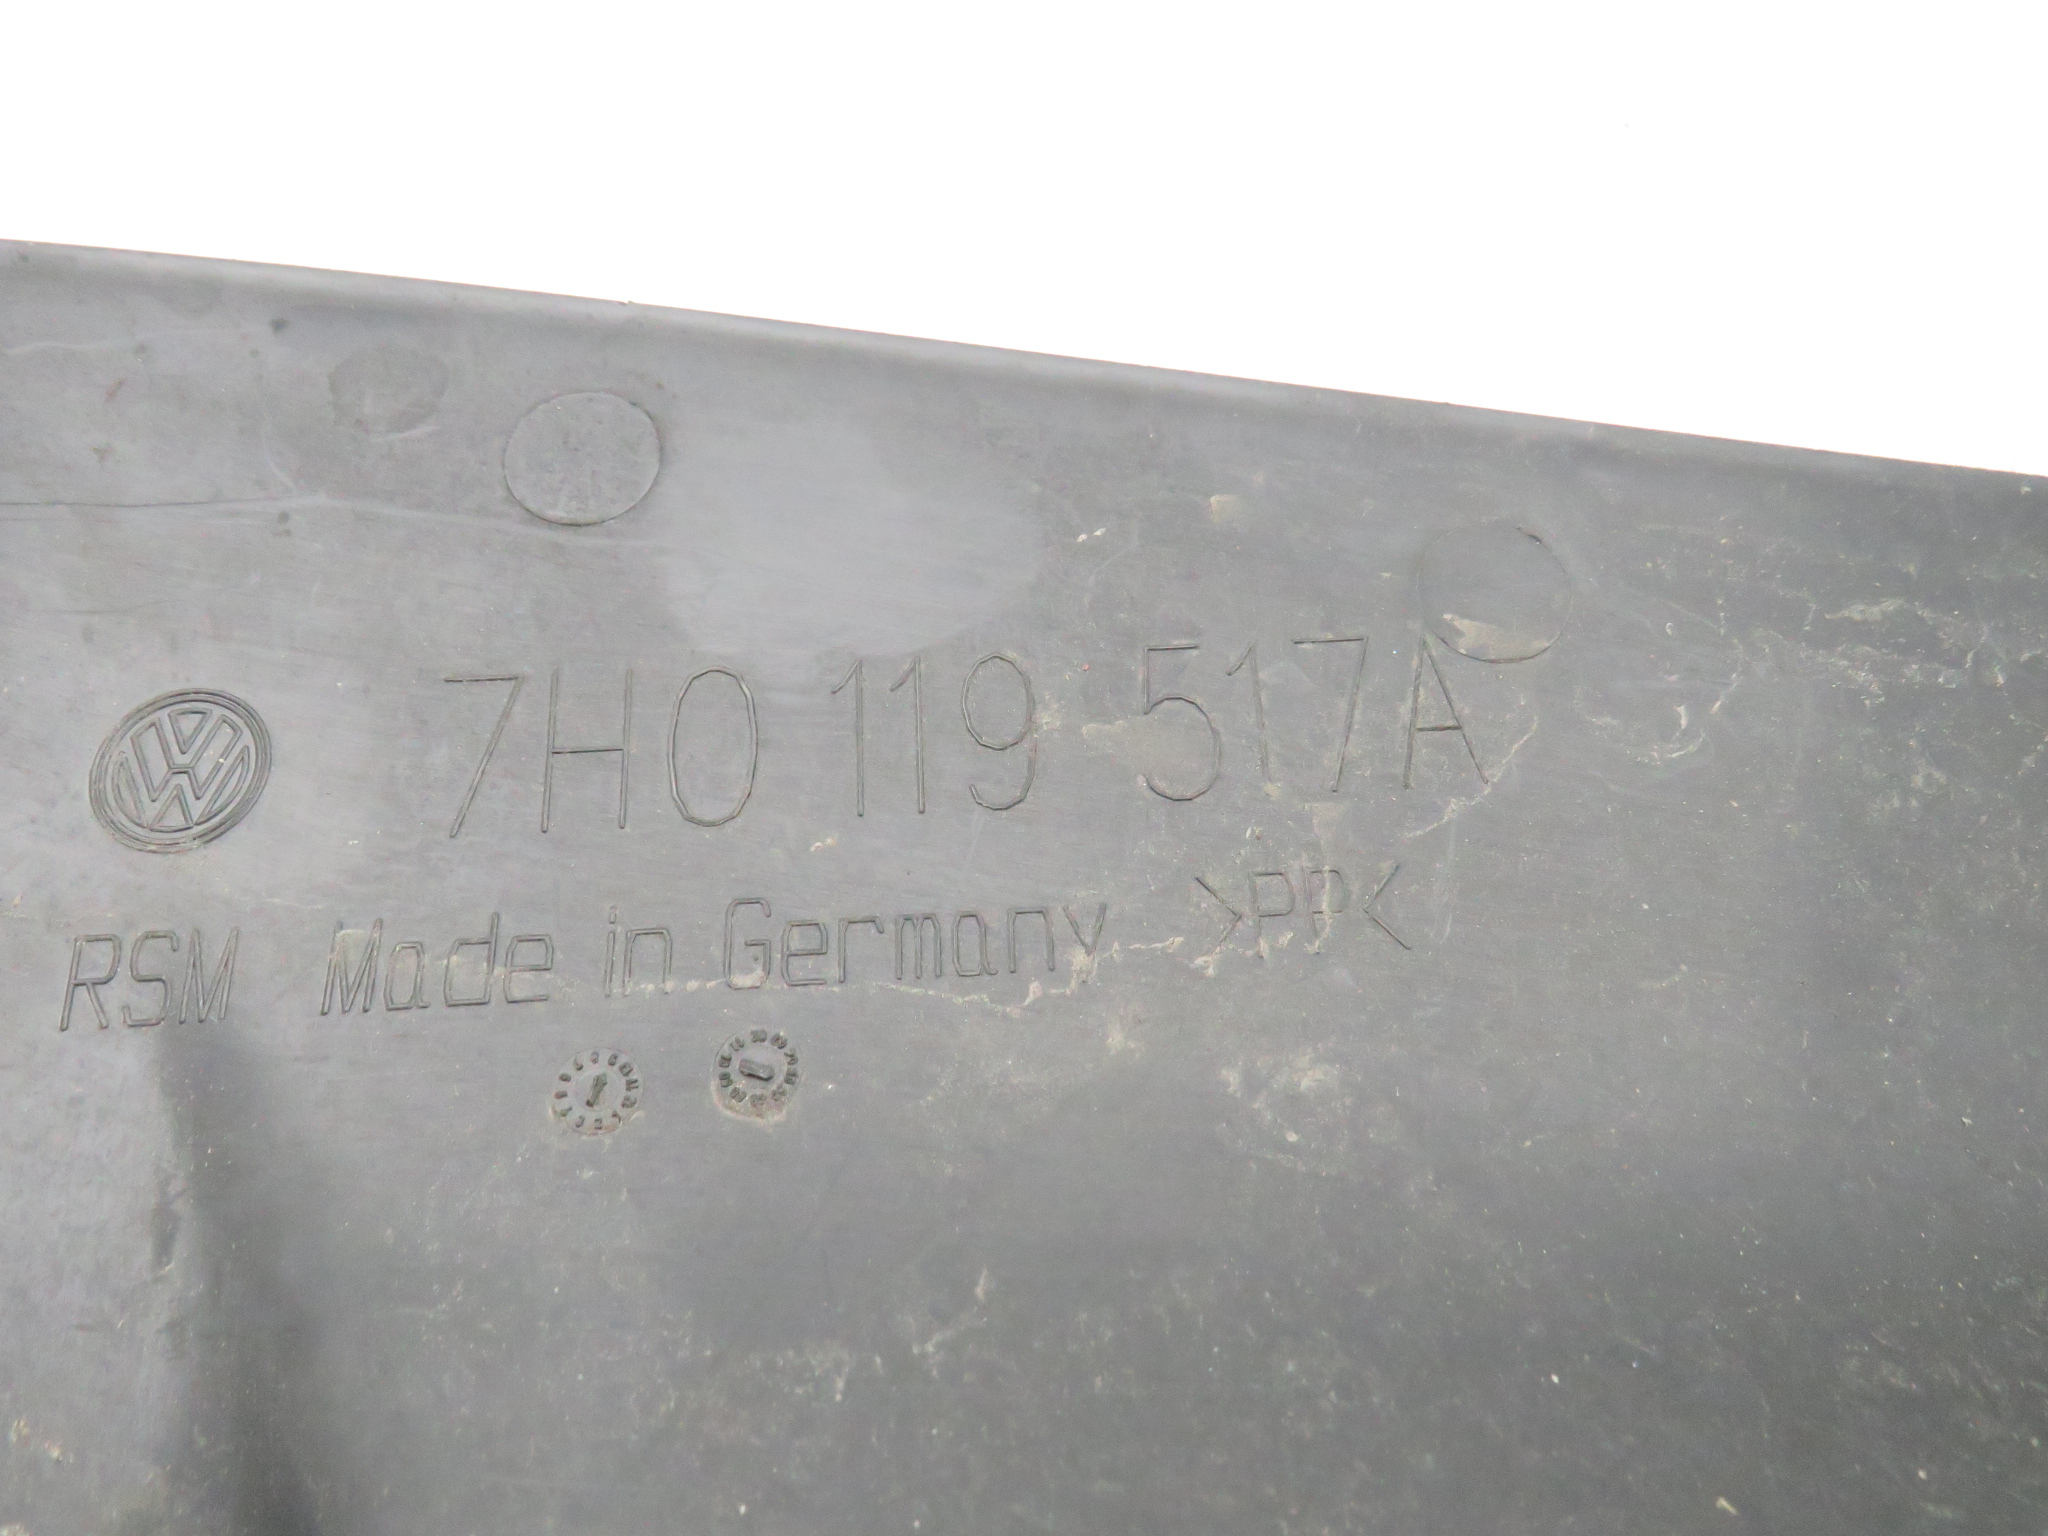 7H0 119 517A
RSM Made in Germany >PP<